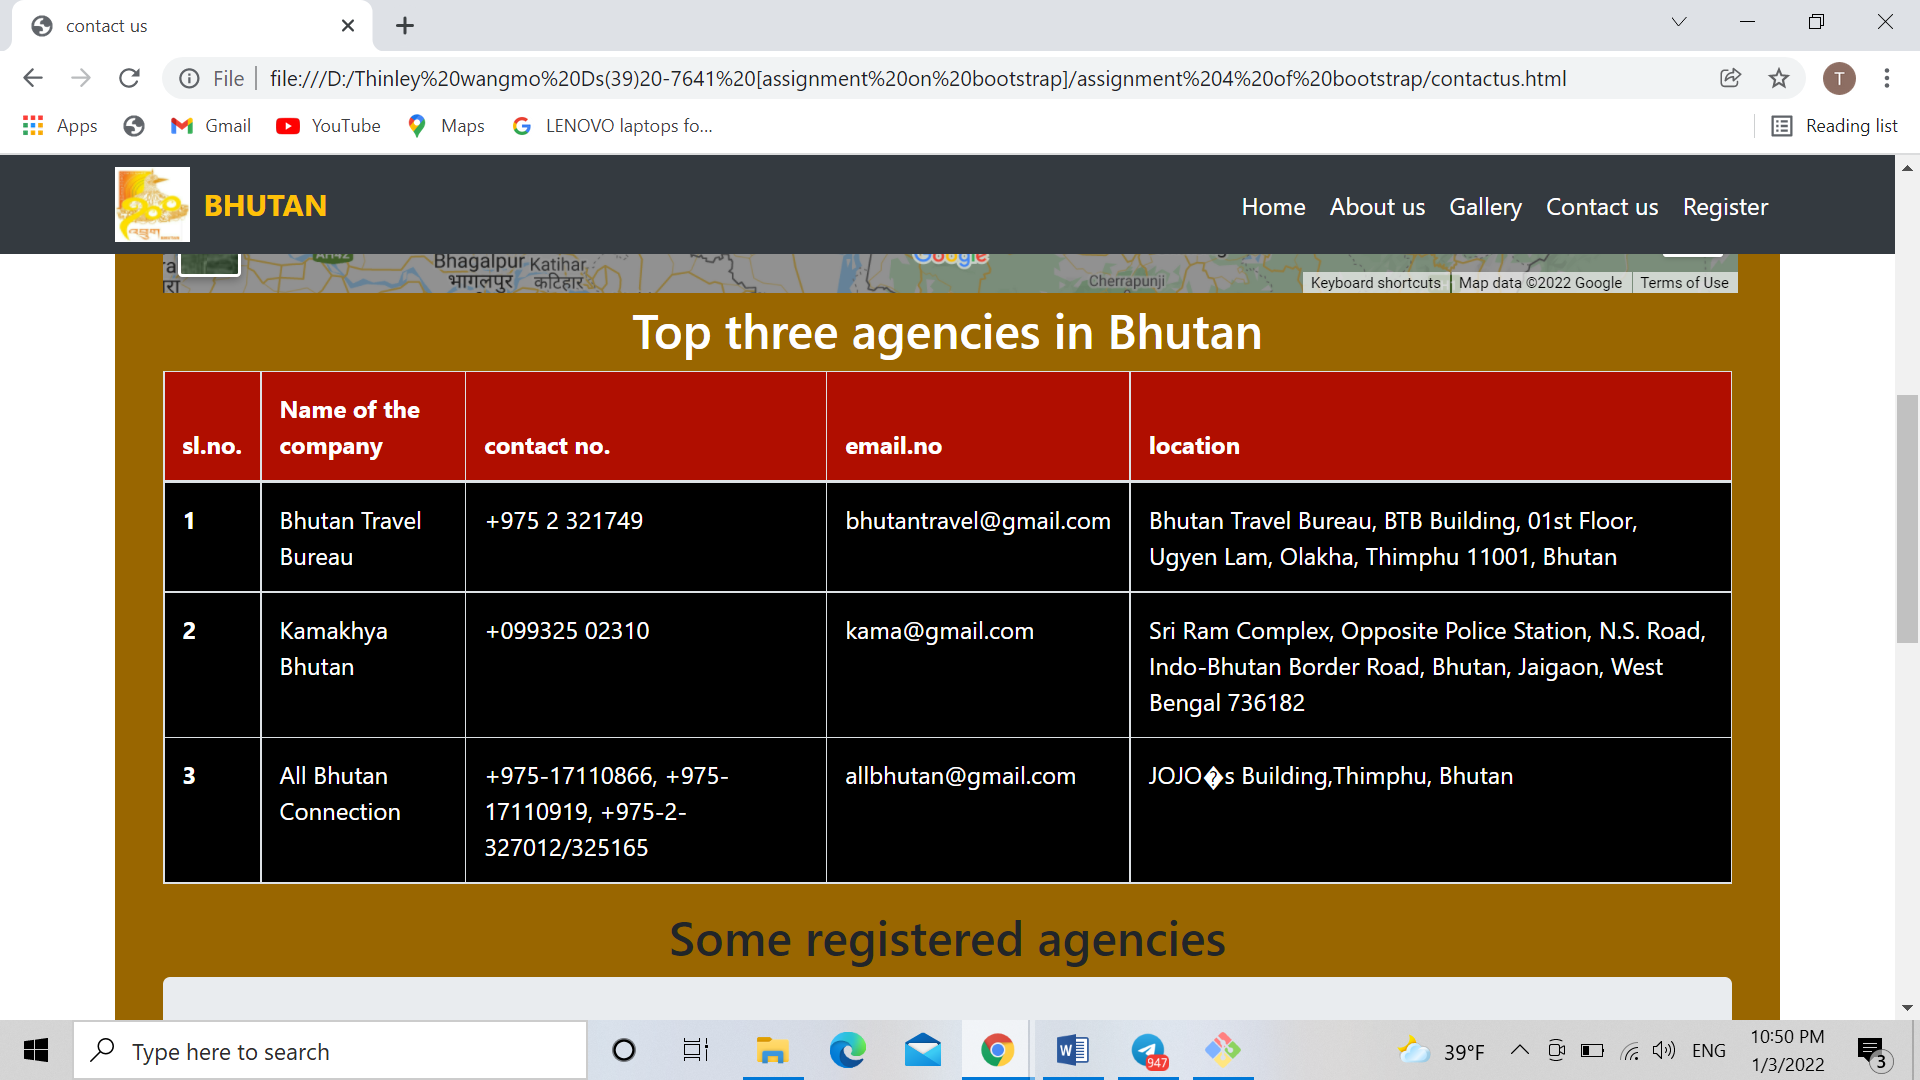 contact us
File
file:///D:/Thinley%20wangmo%20Ds(39)20-7641%20[assignment%20on%20bootstrap]/assignment%204%20of%20bootstrap/contactus.html
T
Apps
Gmail
YouTube
Maps
LENOVO laptops fo...
Reading list
BHUTAN
Home
About us
Gallery
Contact us
Register
Bhagalpur
भागलपुर
Katihar
कटिहार
Google
Cherrapunji
Keyboard shortcuts
Map data ©2022 Google
Terms of Use
Top three agencies in Bhutan
sl.no.
Name of the
company
contact no.
email.no
location
1
Bhutan Travel
Bureau
+975 2 321749
bhutantravel@gmail.com
Bhutan Travel Bureau, BTB Building, 01st Floor,
Ugyen Lam, Olakha, Thimphu 11001, Bhutan
2
Kamakhya
Bhutan
+099325 02310
kama@gmail.com
Sri Ram Complex, Opposite Police Station, N.S. Road,
Indo-Bhutan Border Road, Bhutan, Jaigaon, West
Bengal 736182
3
All Bhutan
Connection
+975-17110866, +975-
17110919, +975-2-
327012/325165
allbhutan@gmail.com
JOJO�s Building,Thimphu, Bhutan
Some registered agencies
Type here to search
947
39°F
ENG
10:50 PM
1/3/2022
3